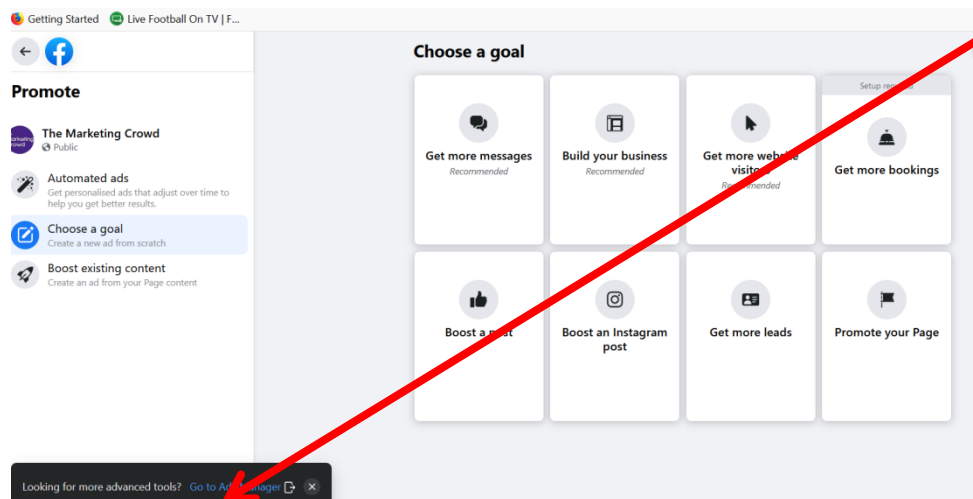 Getting Started
Live Football On TV | F...
Promote
The Marketing Crowd
Public
Automated ads
Get personalised ads that adjust over time to
help you get better results.
Choose a goal
Create a new ad from scratch
Boost existing content
Create an ad from your Page content
Looking for more advanced tools? Go to
Choose a goal
Get more messages
Recommended
Build your business
Recommended
Get more website
visitors
Recommended
Setup
Get more bookings
Boost a post
Boost an Instagram
post
Get more leads
Promote your Page